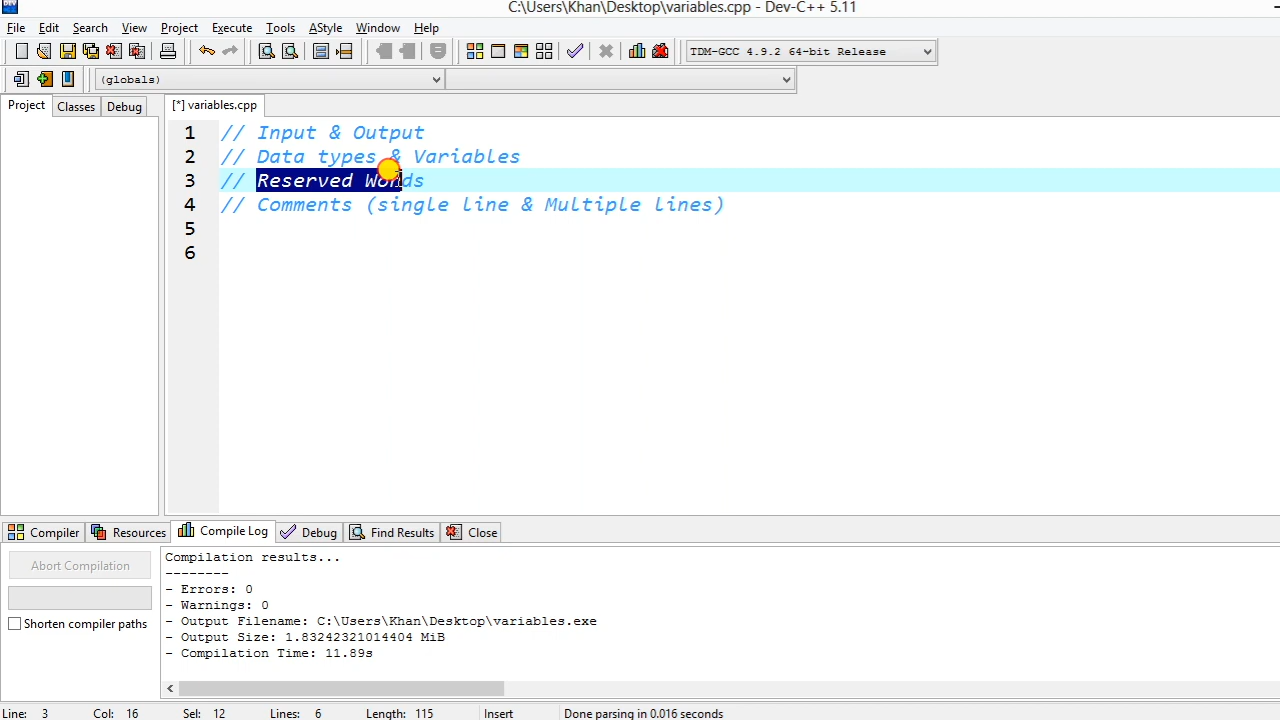 C:\Users\Khan\Desktop\variables.cpp - Dev-C++ 5.11
File Edit Search View Project Execute Tools AStyle Window Help
TDM-GCC 4.9.2 64-bit Release
(globals)
Project Classes Debug [*] variables.cpp
1 // Input & Output
2 // Data types & Variables
3 // Reserved Words
4 // Comments (single line & Multiple lines)
5
6
Compiler Resources Compile Log Debug Find Results Close
Abort Compilation
Shorten compiler paths
Compilation results...
--------
- Errors: 0
- Warnings: 0
- Output Filename: C:\Users\Khan\Desktop\variables.exe
- Output Size: 1.83242321014404 MiB
- Compilation Time: 11.89s
Line: 3 Col: 16 Sel: 12 Lines: 6 Length: 115 Insert Done parsing in 0.016 seconds